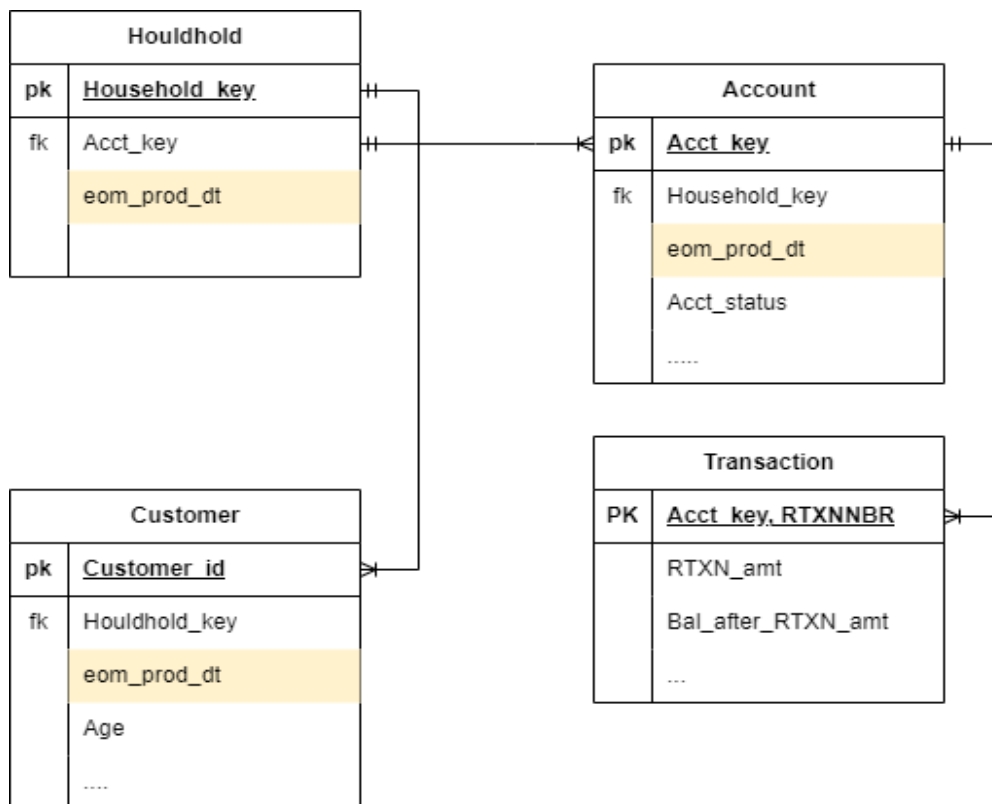 Houldhold
pk Household_key
fk Acct_key
eom_prod_dt
Account
pk Acct_key
fk Household_key
eom_prod_dt
Acct_status
.....
Customer
pk Customer_id
fk Houldhold_key
eom_prod_dt
Age
....
Transaction
PK Acct_key, RTXNNBR
RTXN_amt
Bal_after_RTXN_amt
...